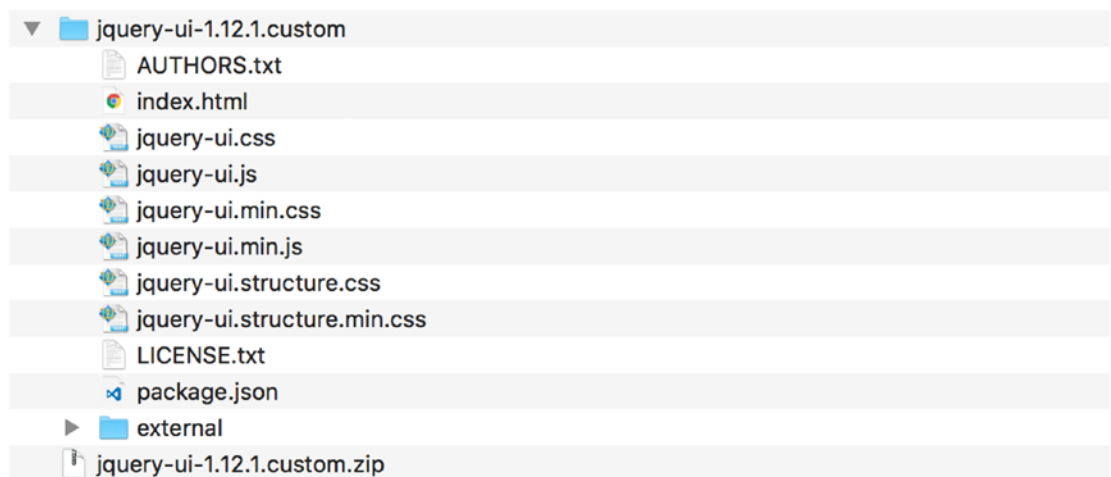 jquery-ui-1.12.1.custom
AUTHORS.txt
index.html
jquery-ui.css
jquery-ui.js
jquery-ui.min.css
jquery-ui.min.js
jquery-ui.structure.css
jquery-ui.structure.min.css
LICENSE.txt
package.json
external
jquery-ui-1.12.1.custom.zip